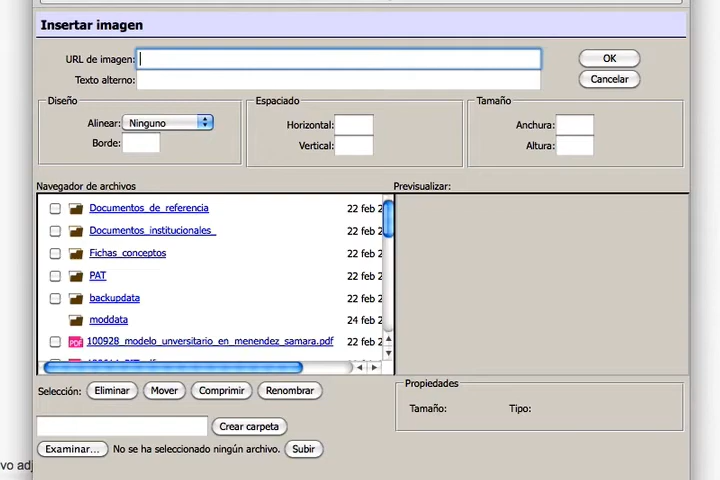 Insertar imagen
URL de imagen:
OK
Texto alterno:
Cancelar
Diseño
Espaciado
Tamaño
Alinear: Ninguno
Horizontal:
Anchura:
Borde:
Vertical:
Altura:
Navegador de archivos
Previsualizar:
Documentos_de_referencia 22 feb 2
Documentos_institucionales_ 22 feb 2
Fichas_conceptos 22 feb 2
PAT 22 feb 2
backupdata 22 feb 2
moddata 24 feb 2
PDF 100928_modelo_unversitario_en_menendez_samara.pdf 22 feb 2
Selección: Eliminar Mover Comprimir Renombrar
Propiedades
Tamaño: Tipo:
Crear carpeta
Examinar... No se ha seleccionado ningún archivo. Subir
vo adj